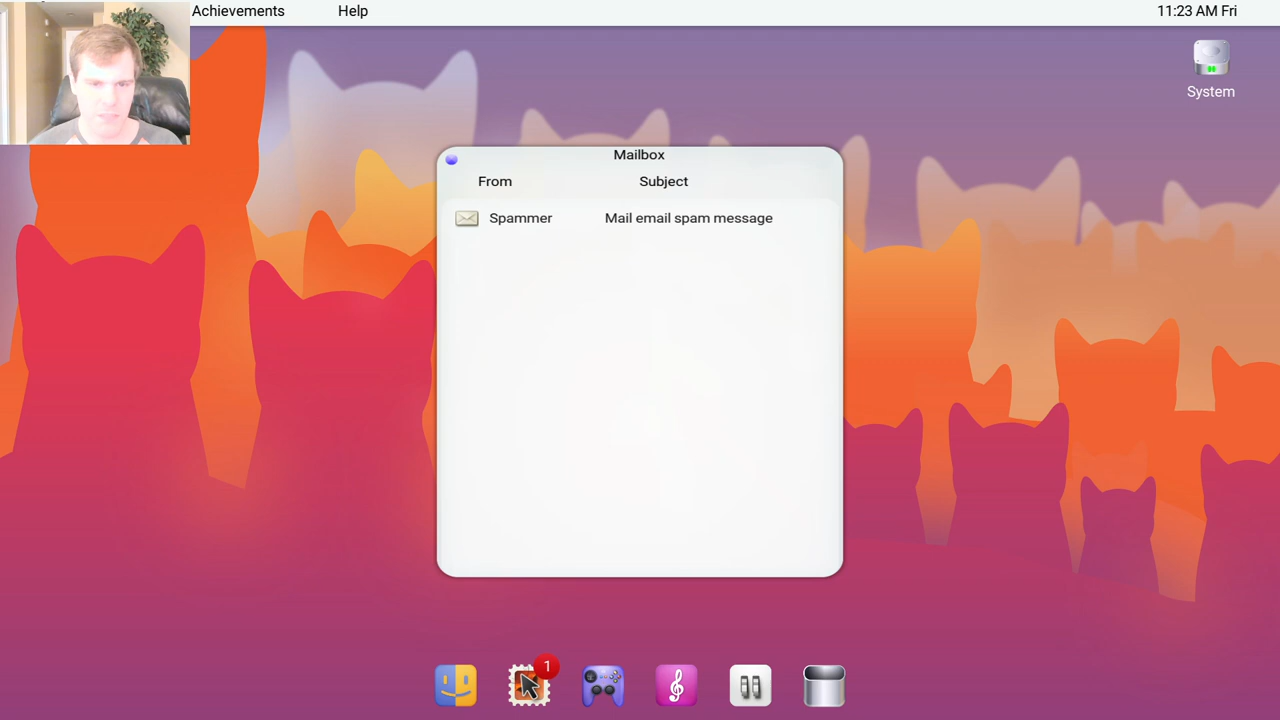 Achievements Help 11:23 AM Fri
System
Mailbox
From Subject
Spammer Mail email spam message
1